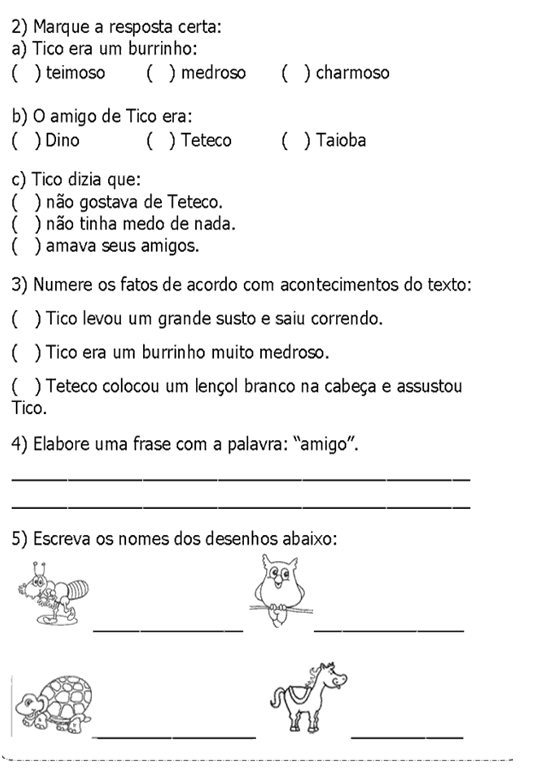 2) Marque a resposta certa:
a) Tico era um burrinho:
(   ) teimoso (   ) medroso (   ) charmoso
b) O amigo de Tico era:
(   ) Dino (   ) Teteco (   ) Taioba
c) Tico dizia que:
(   ) não gostava de Teteco.
(   ) não tinha medo de nada.
(   ) amava seus amigos.
3) Numere os fatos de acordo com acontecimentos do texto:
(   ) Tico levou um grande susto e saiu correndo.
(   ) Tico era um burrinho muito medroso.
(   ) Teteco colocou um lençol branco na cabeça e assustou
Tico.
4) Elabore uma frase com a palavra: “amigo”.
5) Escreva os nomes dos desenhos abaixo: